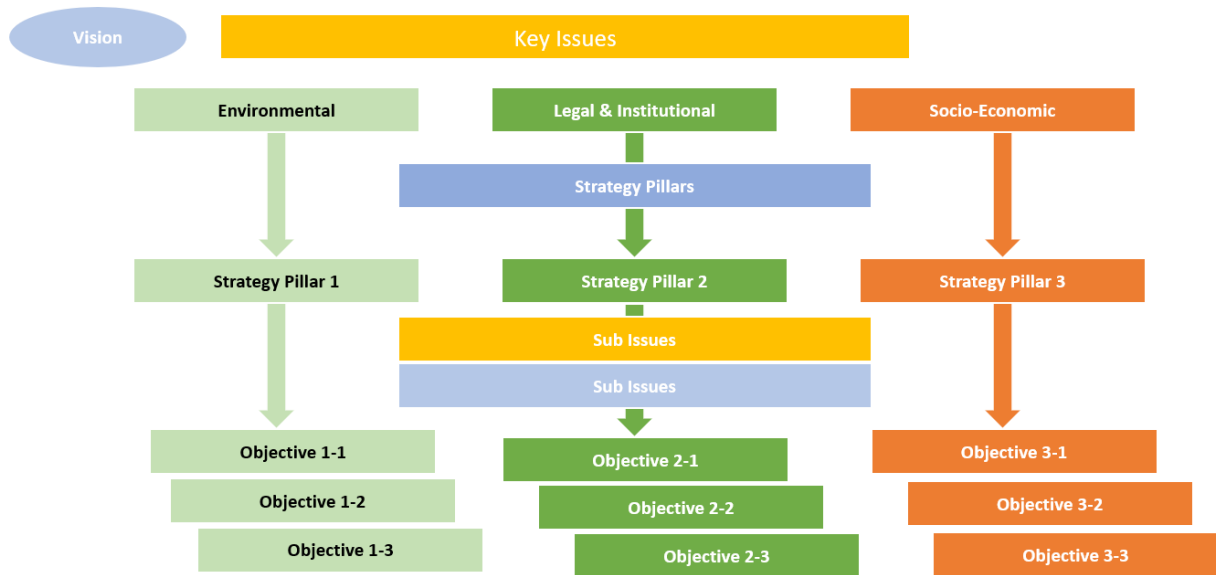 Vision
Key Issues
Environmental
Legal & Institutional
Socio-Economic
Strategy Pillars
Strategy Pillar 1
Strategy Pillar 2
Strategy Pillar 3
Sub Issues
Sub Issues
Objective 1-1
Objective 2-1
Objective 3-1
Objective 1-2
Objective 2-2
Objective 3-2
Objective 1-3
Objective 2-3
Objective 3-3